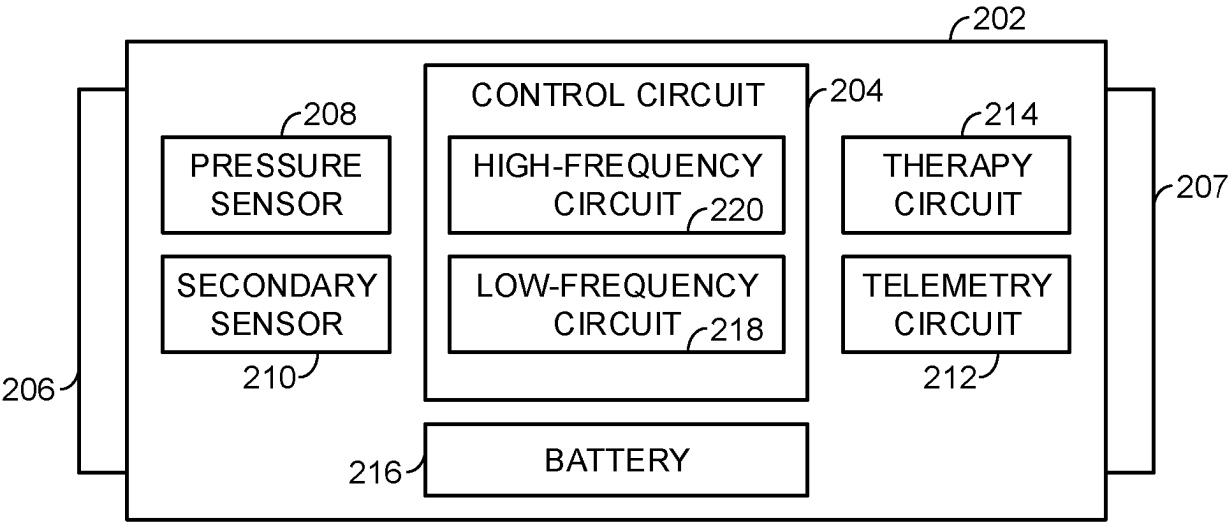 202
CONTROL CIRCUIT
204
208
PRESSURE
SENSOR
HIGH-FREQUENCY
CIRCUIT
220
214
THERAPY
CIRCUIT
207
SECONDARY
SENSOR
210
LOW-FREQUENCY
CIRCUIT
218
TELEMETRY
CIRCUIT
212
206
216
BATTERY